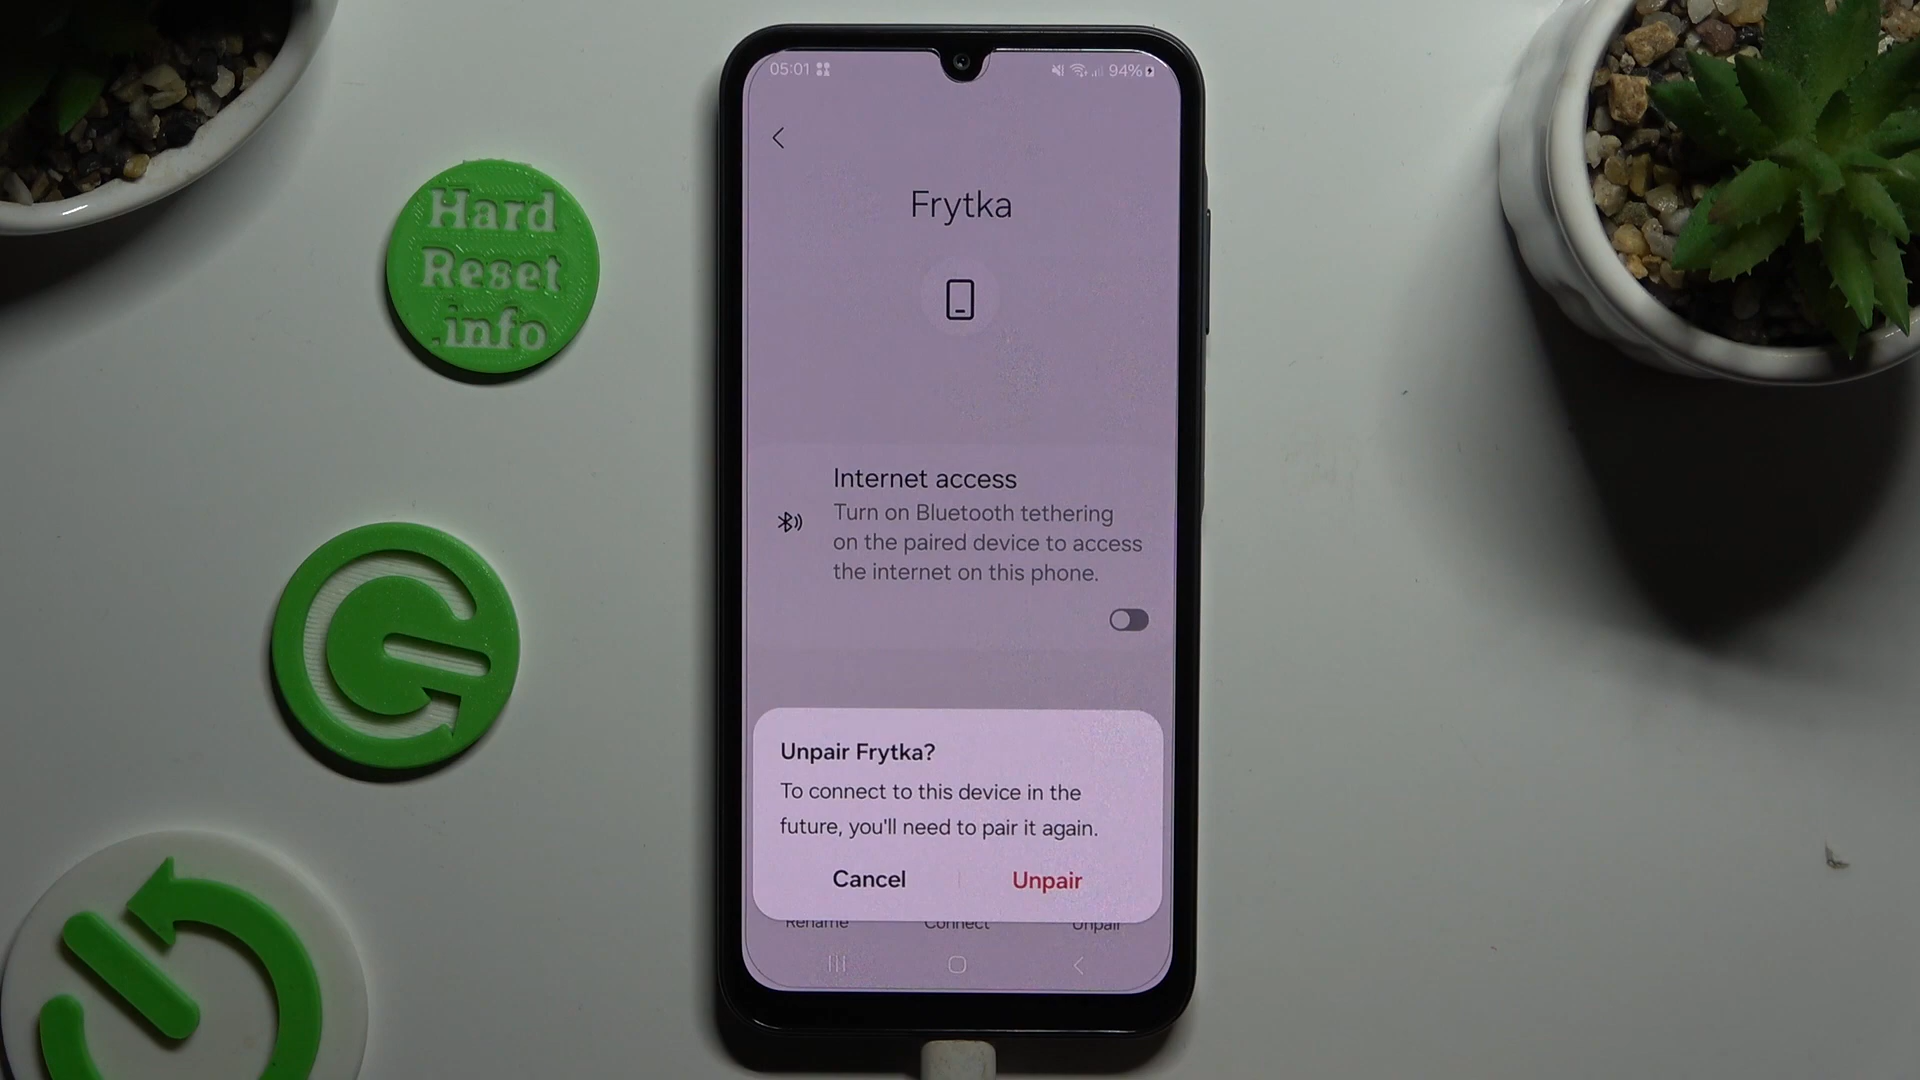 Hard
Reset
.info
05:01 94%
Frytka
Internet access
Turn on Bluetooth tethering
on the paired device to access
the internet on this phone.
Unpair Frytka?
To connect to this device in the
future, you'll need to pair it again.
Cancel Unpair
Rename Connect Unpair